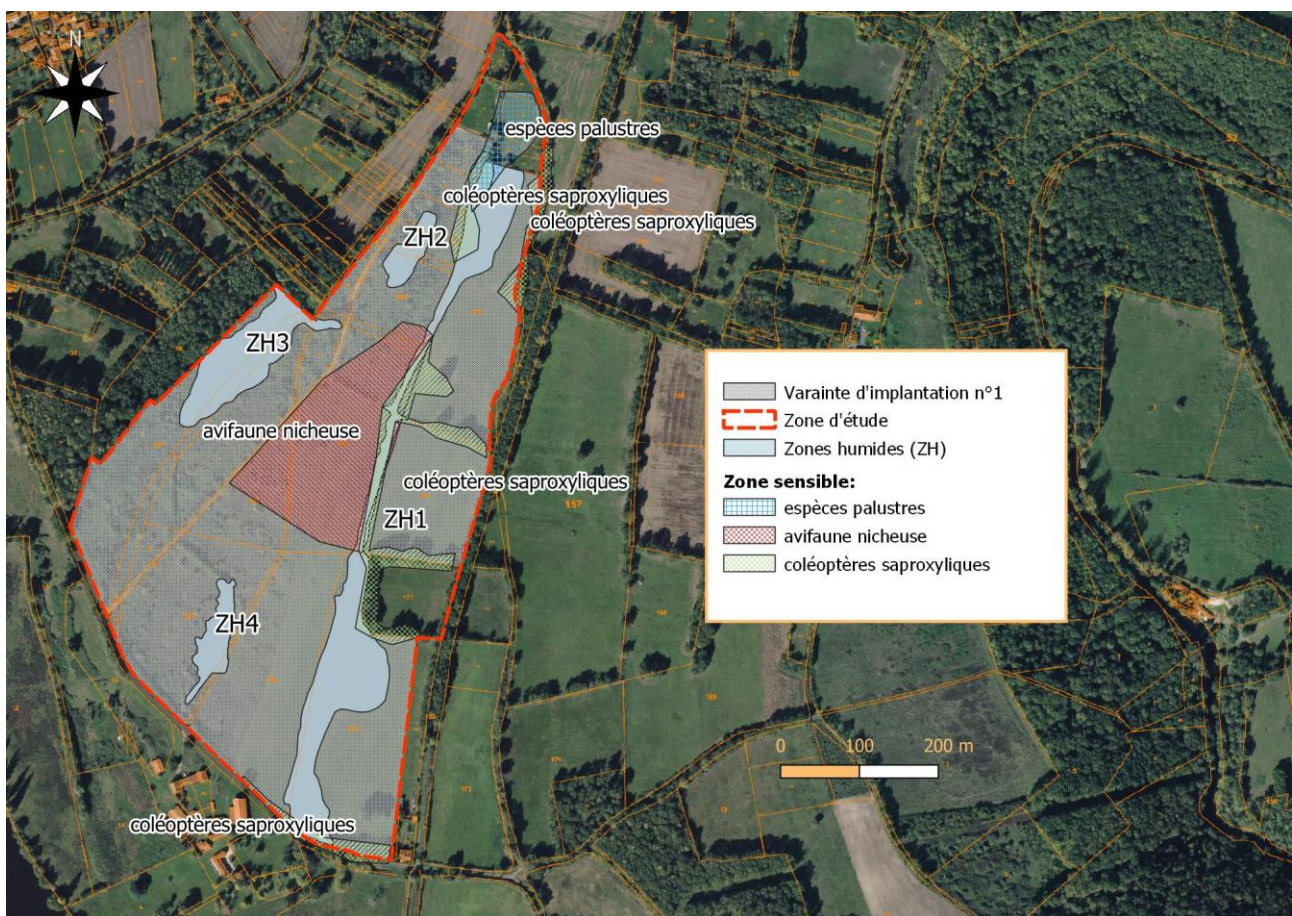 N
espèces palustres
coléoptères saproxyliques
coléoptères saproxyliques
ZH2
ZH3
avifaune nicheuse
coléoptères saproxyliques
ZH1
ZH4
coléoptères saproxyliques
157
Varainte d'implantation n°1
Zone d'étude
Zones humides (ZH)
Zone sensible:
espèces palustres
avifaune nicheuse
coléoptères saproxyliques
0 100 200 m